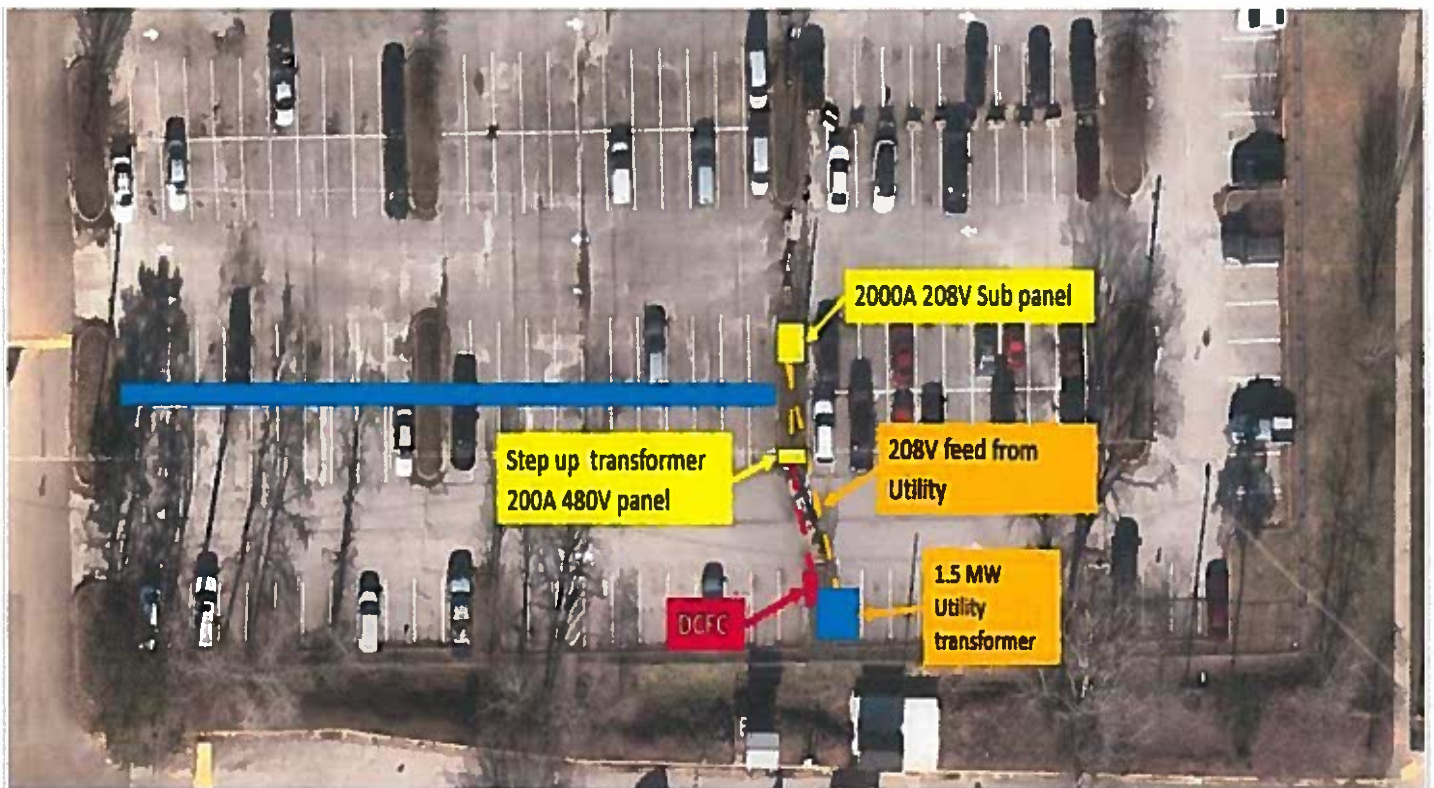 2000A 208V Sub panel
Step up transformer
200A 480V panel
208V feed from
Utility
1.5 MW
Utility
transformer
DCFC